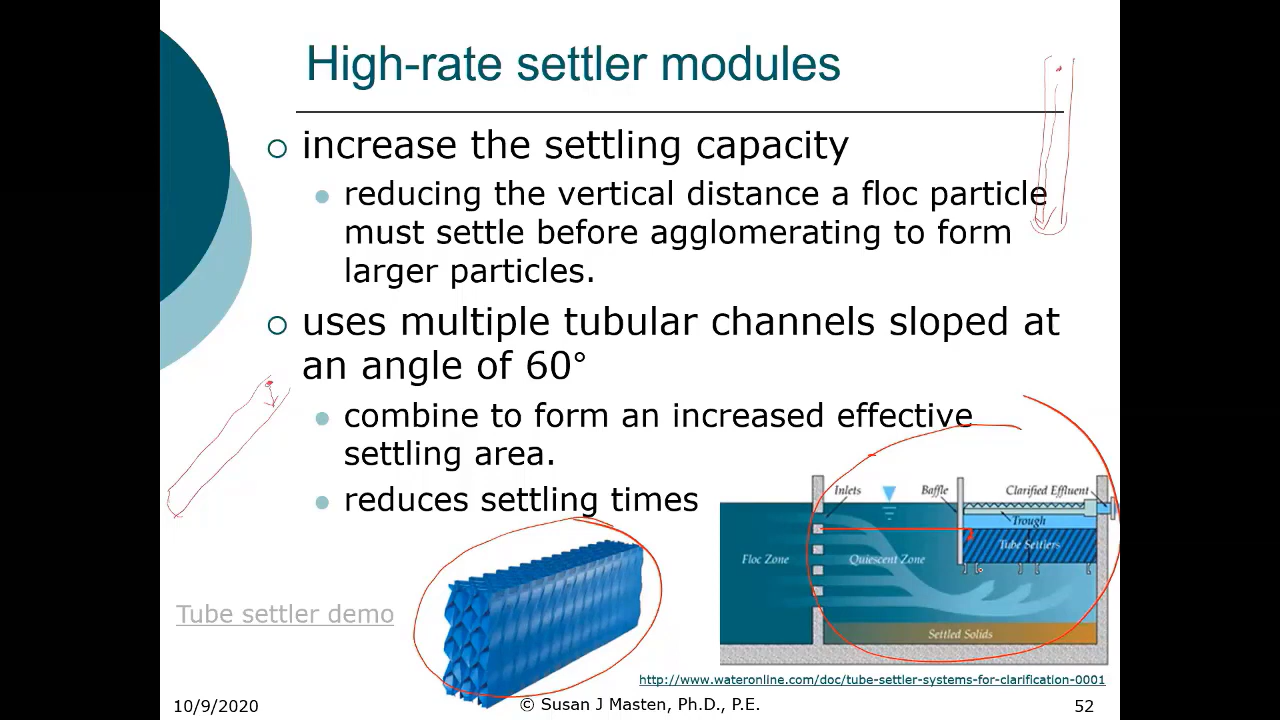 High-rate settler modules
increase the settling capacity
reducing the vertical distance a floc particle
must settle before agglomerating to form
larger particles.
uses multiple tubular channels sloped at
an angle of 60°
combine to form an increased effective
settling area.
reduces settling times
Inlets
Baffle
Clarified Effluent
Trough
Tube Settlers
Floc Zone
Quiescent Zone
Settled Solids
Tube settler demo
http://www.wateronline.com/doc/tube-settler-systems-for-clarification-0001
10/9/2020
© Susan J Masten, Ph.D., P.E.
52